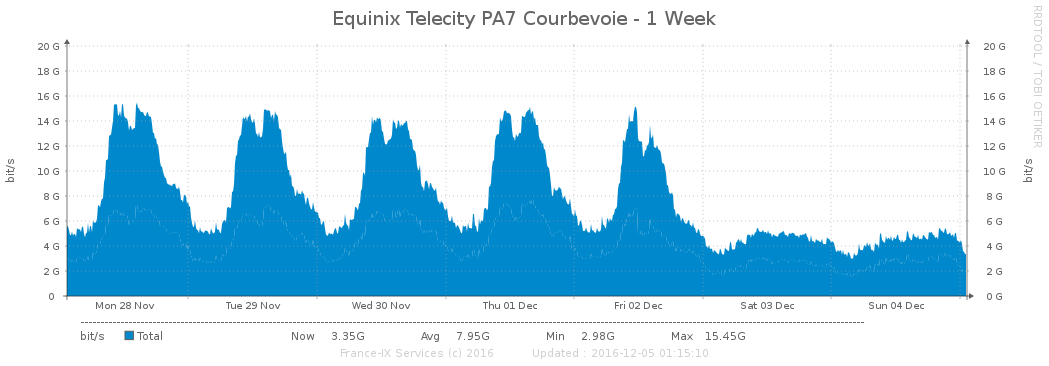 Equinix Telecity PA7 Courbevoie - 1 Week
RRDTOOL / TOBI OETIKER
20 G 20 G
18 G 18 G
16 G 16 G
14 G 14 G
12 G 12 G
10 G 10 G
8 G 8 G
6 G 6 G
4 G 4 G
2 G 2 G
0 0 G
bit/s
bit/s
Mon 28 Nov Tue 29 Nov Wed 30 Nov Thu 01 Dec Fri 02 Dec Sat 03 Dec Sun 04 Dec
bit/s Total Now 3.35G Avg 7.95G Min 2.98G Max 15.45G
France-IX Services (c) 2016 Updated : 2016-12-05 01:15:10